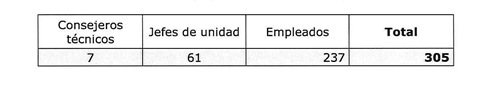 Consejeros técnicos Jefes de unidad Empleados Total
7 61 237 305